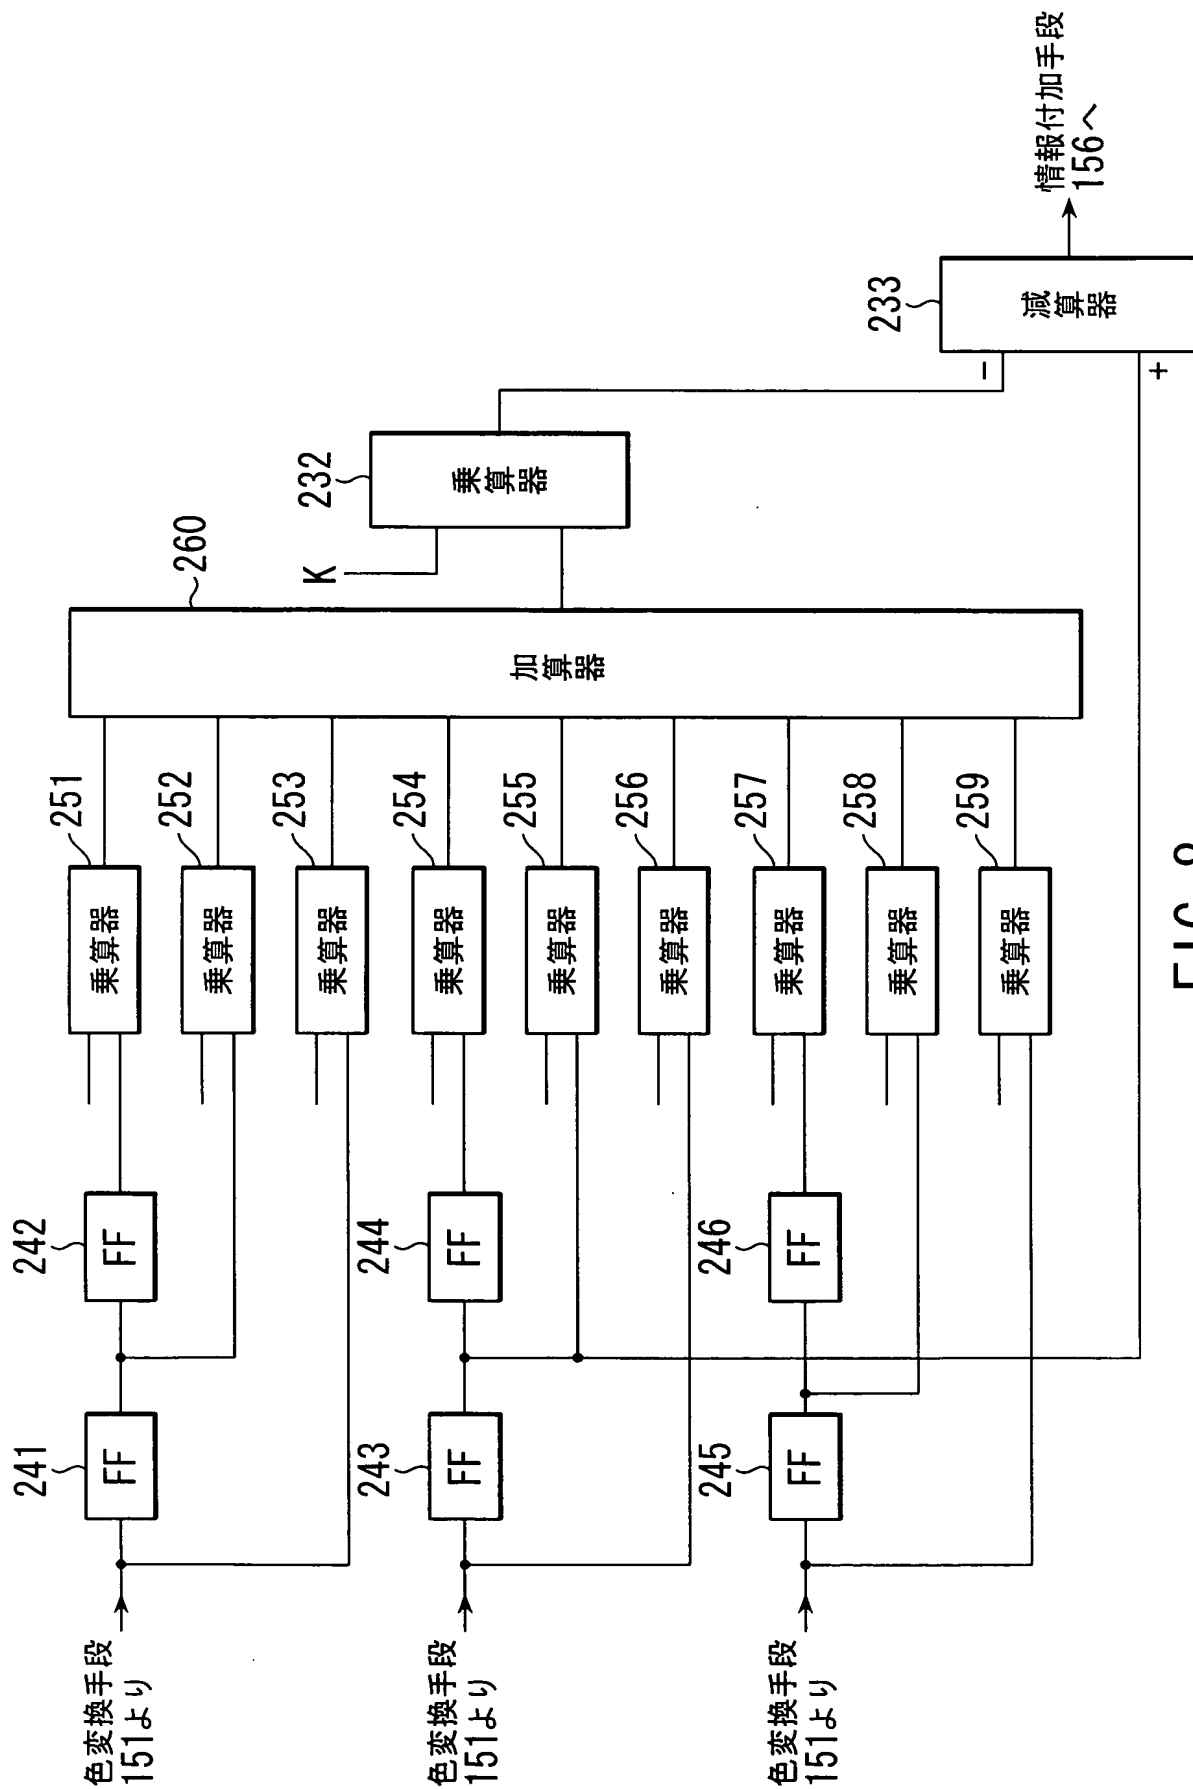 色変換手段
151より
241
FF
242
FF
乗算器
251
乗算器
252
乗算器
253
色変換手段
151より
243
FF
244
FF
乗算器
254
乗算器
255
乗算器
256
色変換手段
151より
245
FF
246
FF
乗算器
257
乗算器
258
乗算器
259
加算器
260
K
乗算器
232
−
+
減算器
233
情報付加手段
156へ